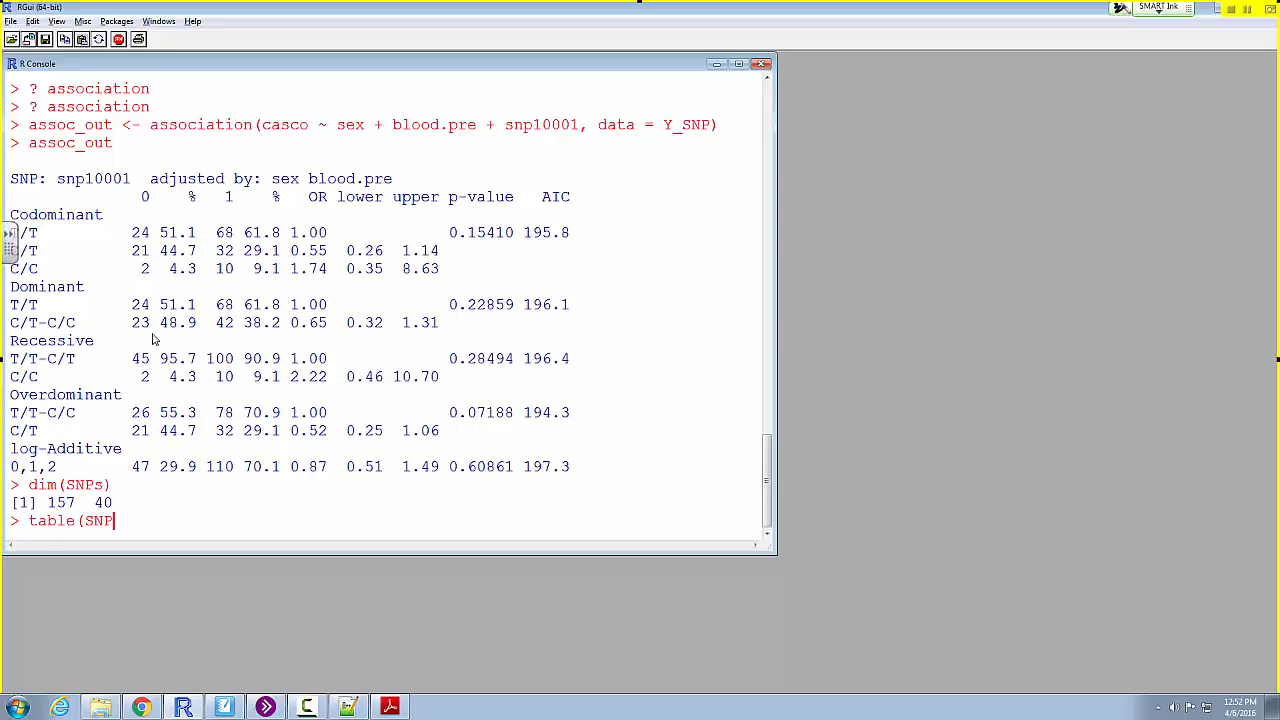 RGui (64-bit)
SMART Ink
File Edit View Misc Packages Windows Help
STOP
R Console
> ? association
> ? association
> assoc_out <- association(casco ~ sex + blood.pre + snp10001, data = Y_SNP)
> assoc_out
SNP: snp10001 adjusted by: sex blood.pre
0 % 1 % OR lower upper p-value AIC
Codominant
/T 24 51.1 68 61.8 1.00 0.15410 195.8
/T 21 44.7 32 29.1 0.55 0.26 1.14
C/C 2 4.3 10 9.1 1.74 0.35 8.63
Dominant
T/T 24 51.1 68 61.8 1.00 0.22859 196.1
C/T-C/C 23 48.9 42 38.2 0.65 0.32 1.31
Recessive
T/T-C/T 45 95.7 100 90.9 1.00 0.28494 196.4
C/C 2 4.3 10 9.1 2.22 0.46 10.70
Overdominant
T/T-C/C 26 55.3 78 70.9 1.00 0.07188 194.3
C/T 21 44.7 32 29.1 0.52 0.25 1.06
log-Additive
0,1,2 47 29.9 110 70.1 0.87 0.51 1.49 0.60861 197.3
> dim(SNPs)
[1] 157 40
> table(SNP
12:52 PM
4/6/2016